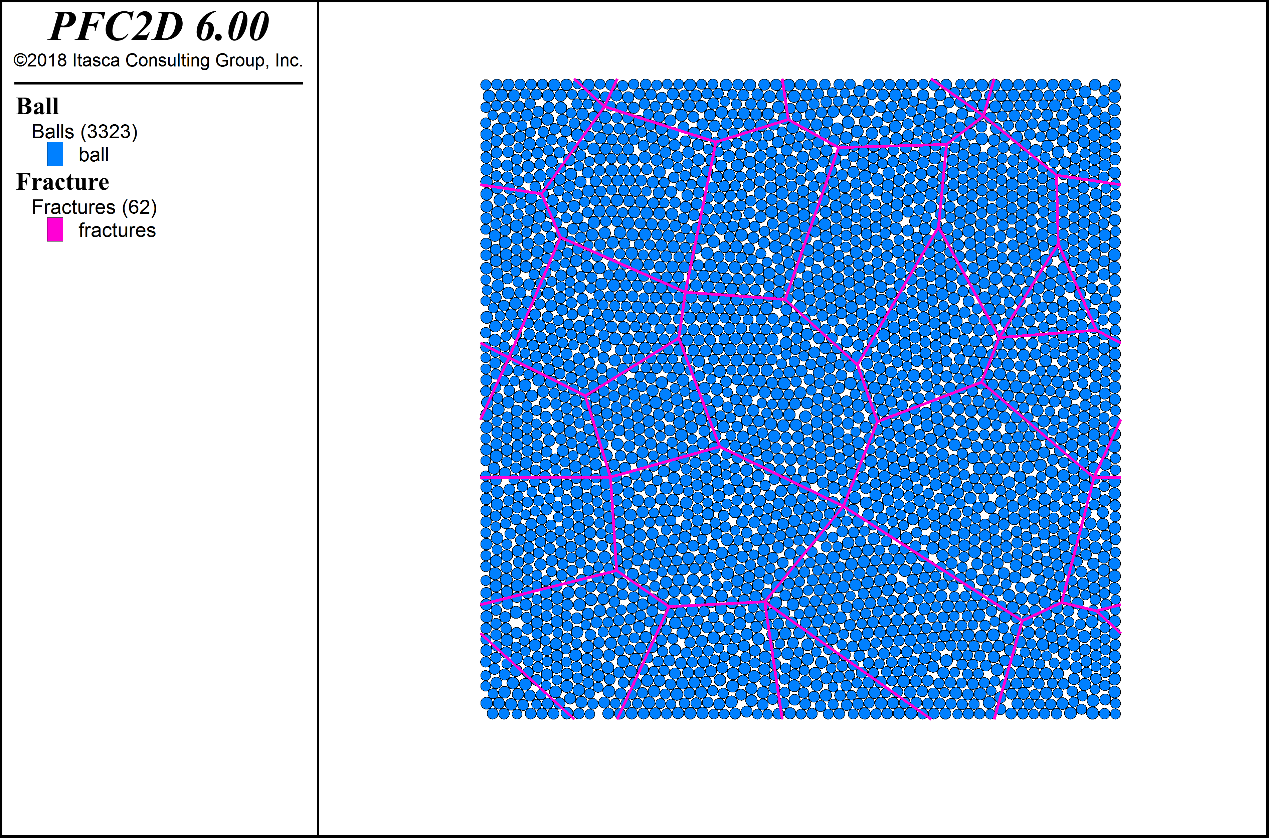 PFC2D 6.00
©2018 Itasca Consulting Group, Inc.
Ball
Balls (3323)
ball
Fracture
Fractures (62)
fractures